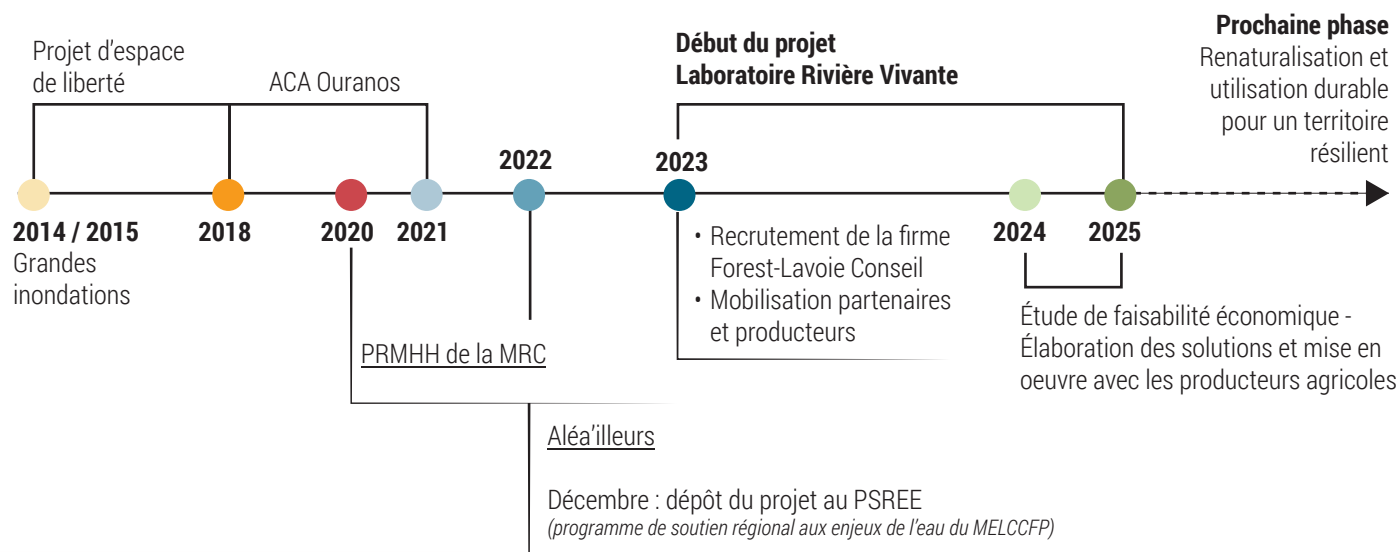 Projet d'espace
de liberté
ACA Ouranos
Début du projet
Laboratoire Rivière Vivante
Prochaine phase
Renaturalisation et
utilisation durable
pour un territoire
résilient
2014 / 2015
Grandes
inondations
2018
2020
2021
2022
2023
• Recrutement de la firme
Forest-Lavoie Conseil
• Mobilisation partenaires
et producteurs
2024
2025
Étude de faisabilité économique -
Élaboration des solutions et mise en
oeuvre avec les producteurs agricoles
PRMHH de la MRC
Aléa’illeurs
Décembre : dépôt du projet au PSREE
(programme de soutien régional aux enjeux de l’eau du MELCCFP)